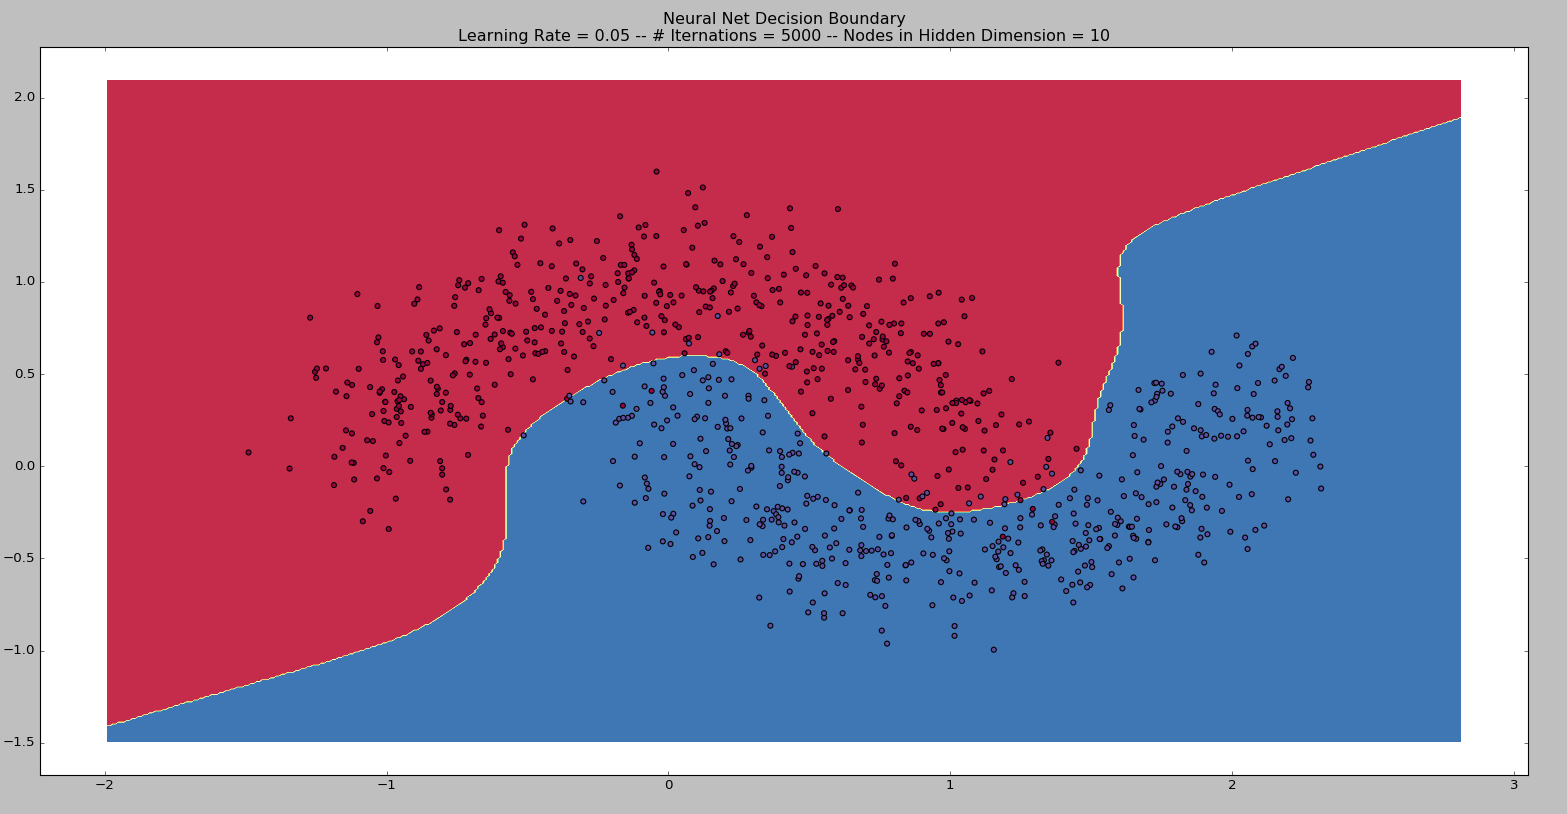 Neural Net Decision Boundary
Learning Rate = 0.05 -- # Iternations = 5000 -- Nodes in Hidden Dimension = 10
2.0
1.5
1.0
0.5
0.0
−0.5
−1.0
−1.5
−2 −1 0 1 2 3